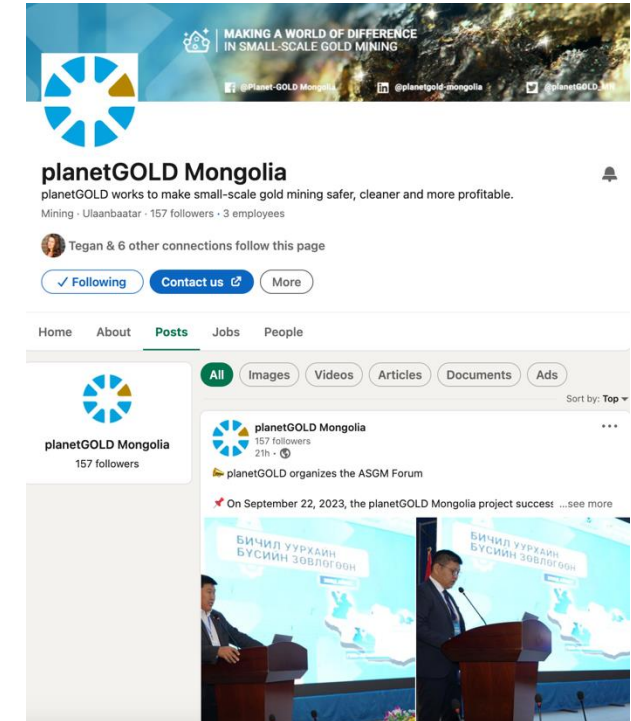 MAKING A WORLD OF DIFFERENCE
IN SMALL-SCALE GOLD MINING
@Planet-GOLD Mongolia
@planetgold-mongolia
@planetGOLD_MN
planetGOLD Mongolia
planetGOLD works to make small-scale gold mining safer, cleaner and more profitable.
Mining · Ulaanbaatar · 157 followers · 3 employees
Tegan & 6 other connections follow this page
Following
Contact us
More
Home
About
Posts
Jobs
People
All
Images
Videos
Articles
Documents
Ads
Sort by: Top
planetGOLD Mongolia
157 followers
planetGOLD Mongolia
157 followers
21h ·
planetGOLD organizes the ASGM Forum
On September 22, 2023, the planetGOLD Mongolia project success ...see more
БИЧИЛ УУРХАЙН
БҮСИЙН ЗӨВЛӨГӨӨН
БИЧИЛ УУРХАЙН
БҮСИЙН ЗӨВЛӨГӨӨН